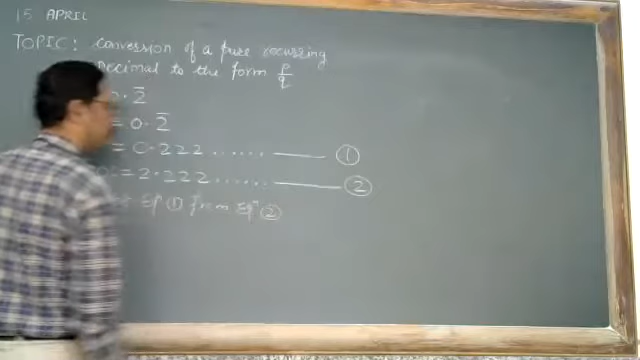 15 APRIL
TOPIC: conversion of a pure recurring
Decimal to the form p/q
0.2̅
= 0.2̅
= 0.222...... ——— ①
= 2.222...... ——— ②
Eqⁿ ① from Eqⁿ ②